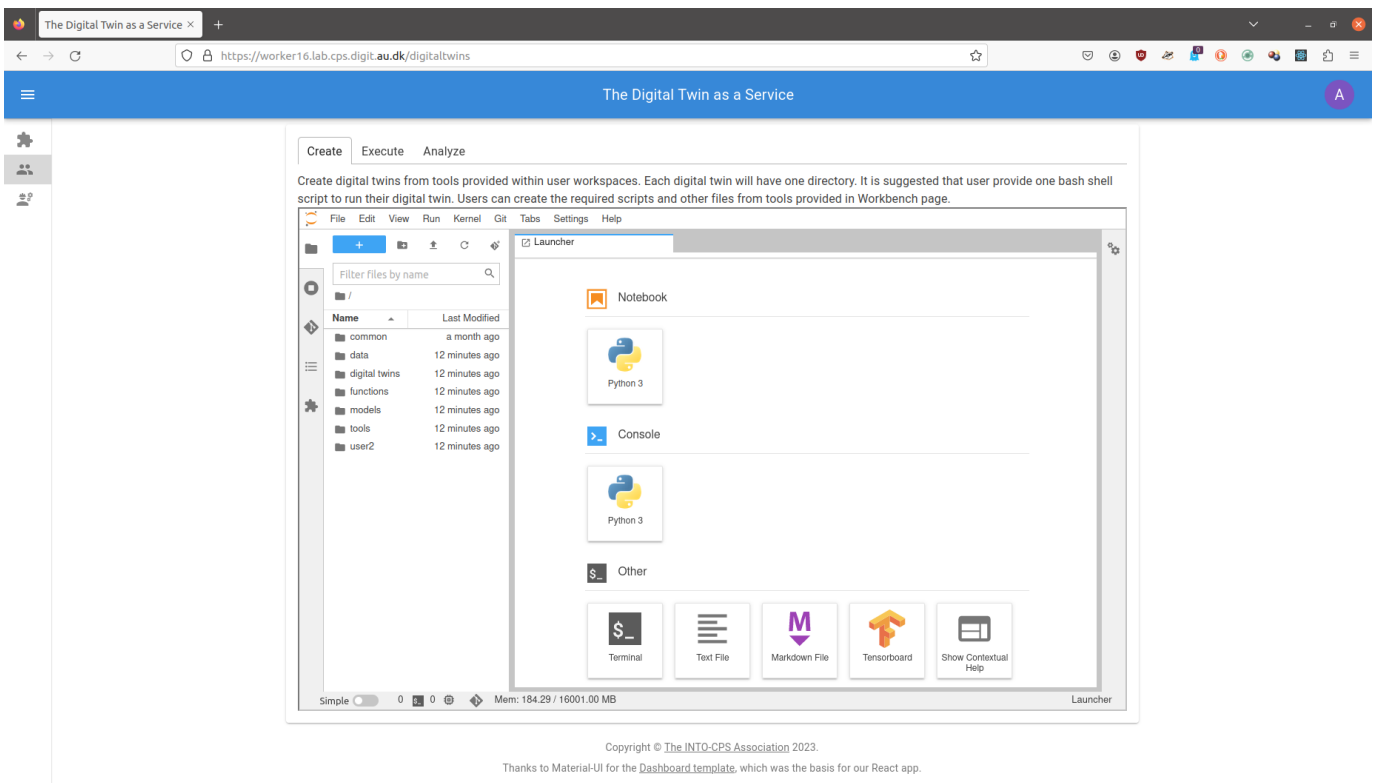 The Digital Twin as a Service
https://worker16.lab.cps.digit.au.dk/digitaltwins
0
The Digital Twin as a Service
A
Create Execute Analyze
Create digital twins from tools provided within user workspaces. Each digital twin will have one directory. It is suggested that user provide one bash shell
script to run their digital twin. Users can create the required scripts and other files from tools provided in Workbench page.
File Edit View Run Kernel Git Tabs Settings Help
Launcher
Filter files by name
/
Name Last Modified
common a month ago
data 12 minutes ago
digital twins 12 minutes ago
functions 12 minutes ago
models 12 minutes ago
tools 12 minutes ago
user2 12 minutes ago
Notebook
Python 3
Console
Python 3
$_ Other
$_
M
Terminal Text File Markdown File Tensorboard Show Contextual
Help
Simple 0 $_ 0 Mem: 184.29 / 16001.00 MB Launcher
Copyright © The INTO-CPS Association 2023.
Thanks to Material-UI for the Dashboard template, which was the basis for our React app.